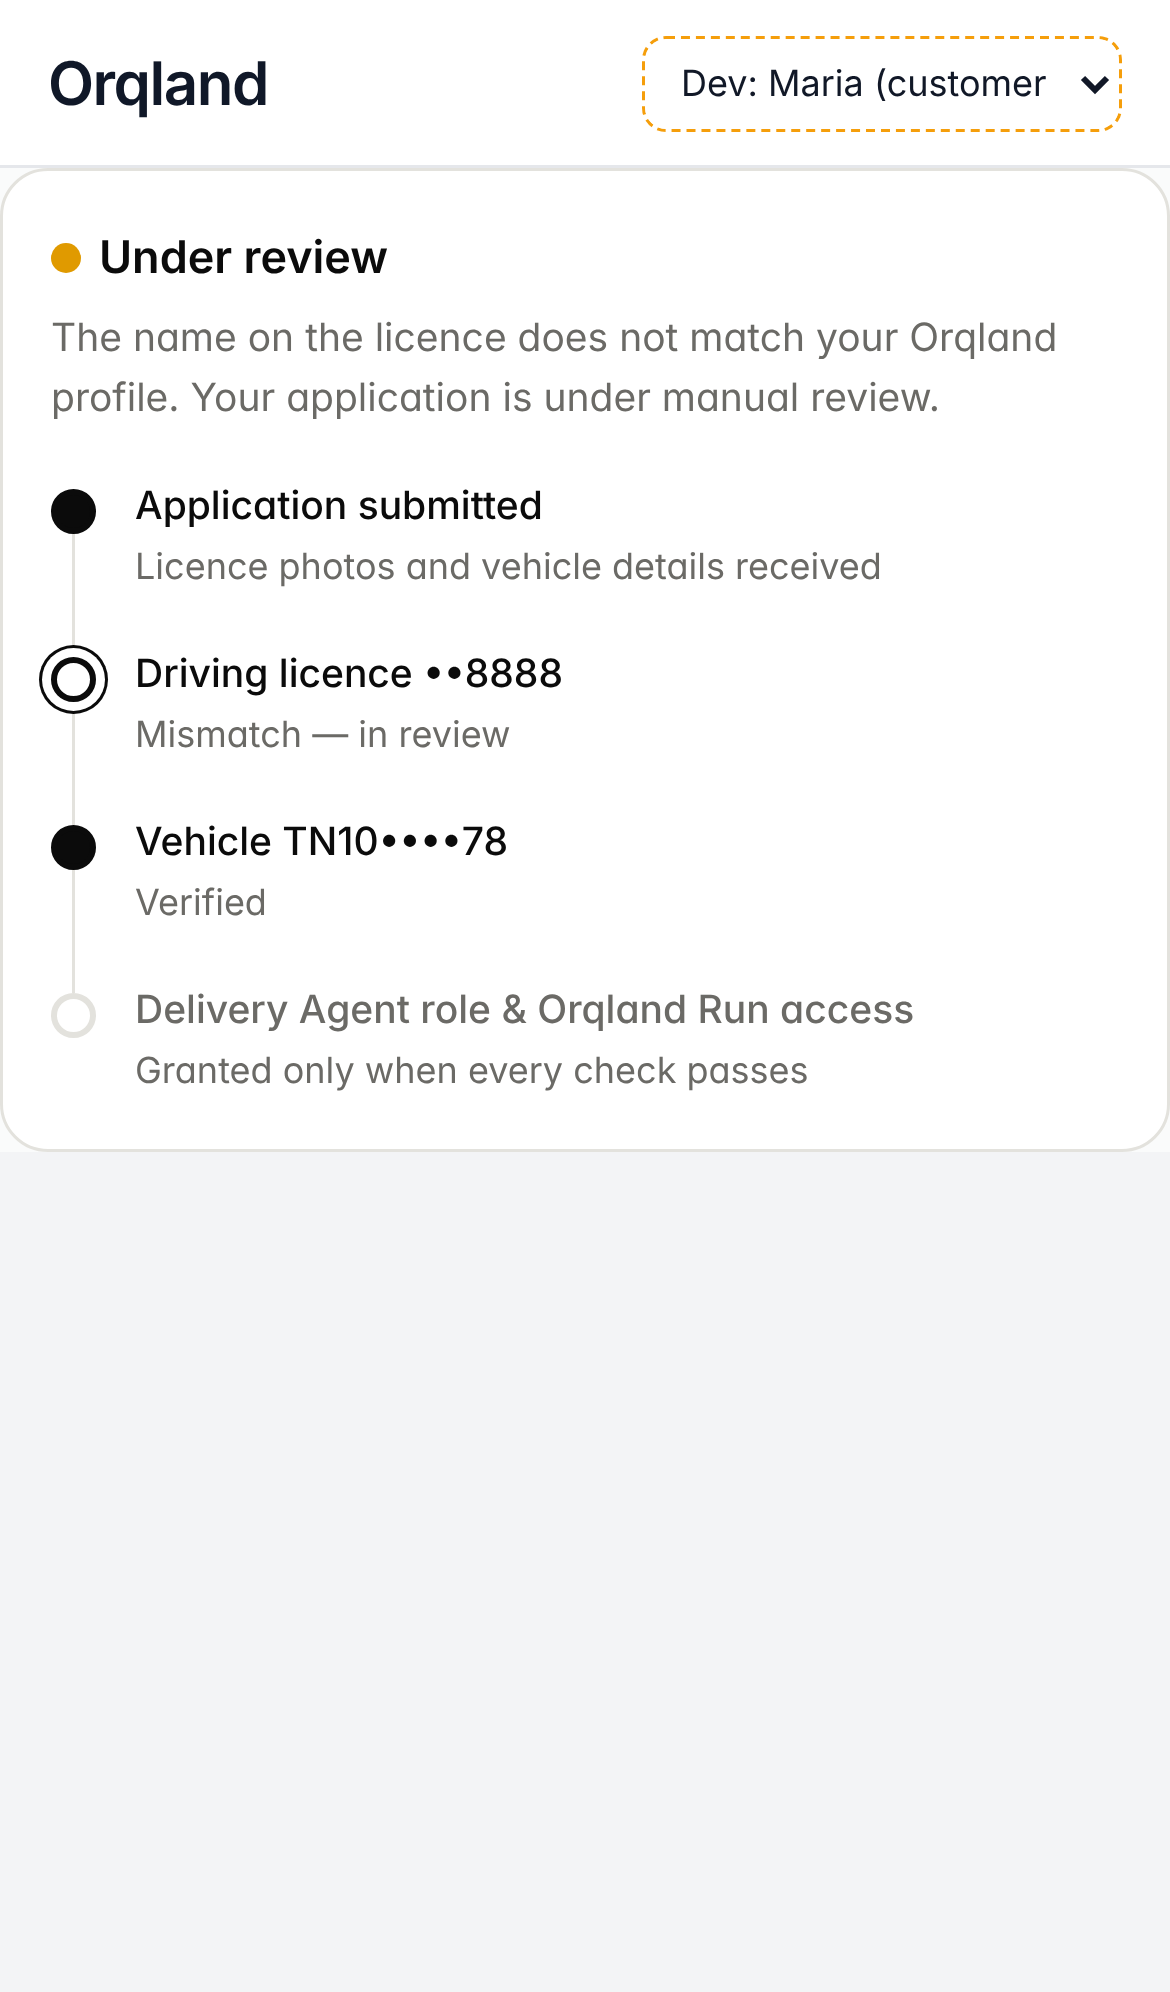 Orqland
Dev: Maria (customer
Under review
The name on the licence does not match your Orqland
profile. Your application is under manual review.
Application submitted
Licence photos and vehicle details received
Driving licence ••8888
Mismatch — in review
Vehicle TN10••••78
Verified
Delivery Agent role & Orqland Run access
Granted only when every check passes